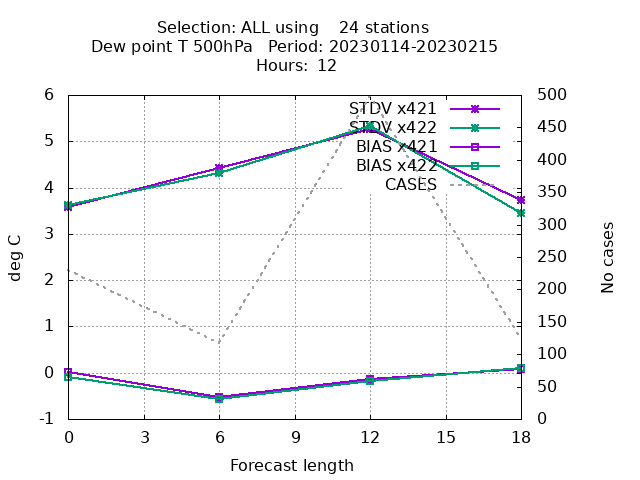 Selection: ALL using    24 stations
Dew point T 500hPa   Period: 20230114-20230215
Hours: 12
6
5
4
3
2
1
0
-1
500
450
400
350
300
250
200
150
100
50
0
STDV x421
STDV x422
BIAS x421
BIAS x422
CASES
deg C
No cases
0 3 6 9 12 15 18
Forecast length